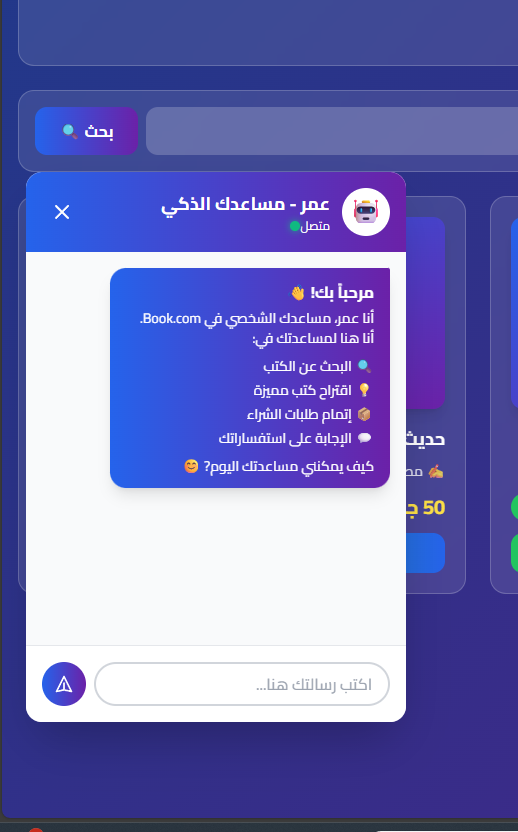 بحث 🔍
عمر - مساعدك الذكي
متصل
مرحباً بك! 👋
أنا عمر، مساعدك الشخصي في Book.com.
أنا هنا لمساعدتك في:
🔍 البحث عن الكتب
💡 اقتراح كتب مميزة
📦 إتمام طلبات الشراء
💬 الإجابة على استفساراتك
كيف يمكنني مساعدتك اليوم? 😊
حديث
50
اكتب رسالتك هنا...